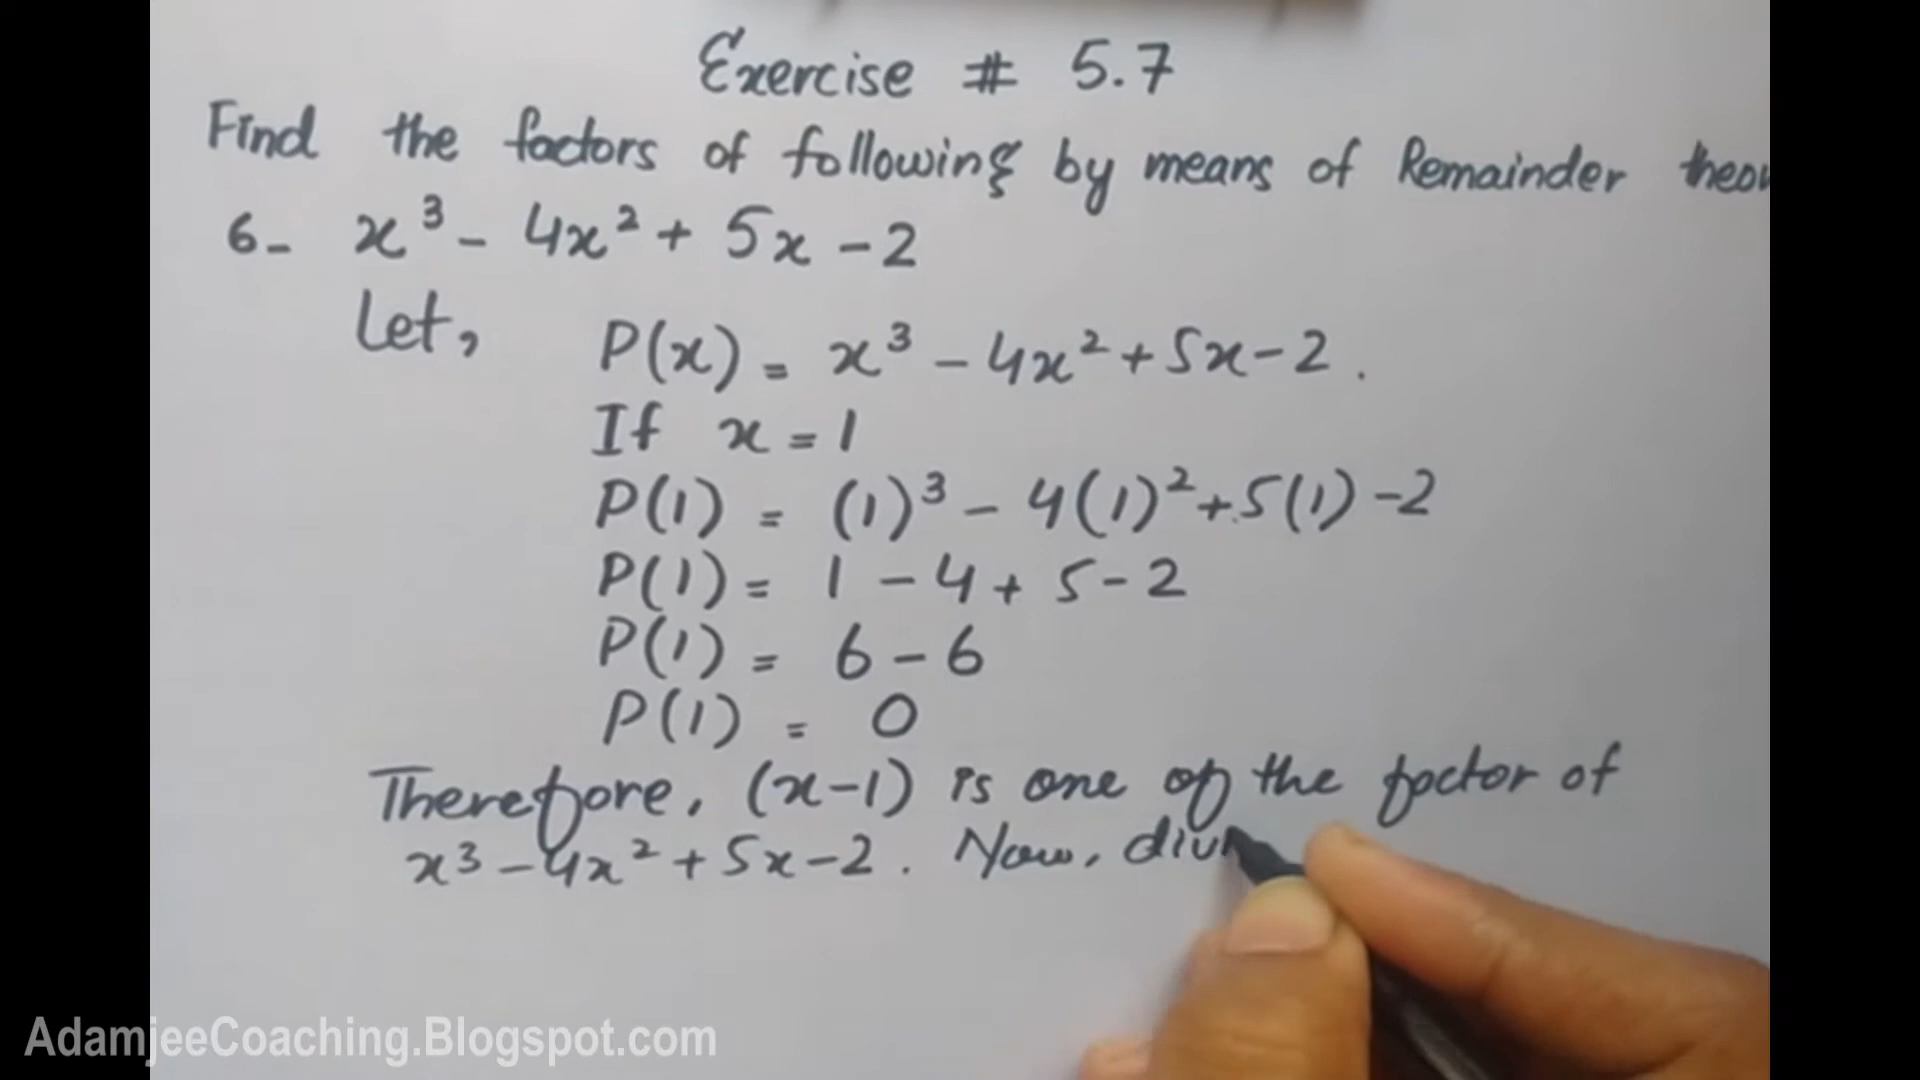 Exercise # 5.7
Find the factors of following by means of Remainder
6- x³ - 4x² + 5x - 2
Let, P(x) = x³ - 4x² + 5x - 2.
If x = 1
P(1) = (1)³ - 4(1)² + 5(1) - 2
P(1) = 1 - 4 + 5 - 2
P(1) = 6 - 6
P(1) = 0
Therefore, (x-1) is one of the factor of
x³ - 4x² + 5x - 2. Now,
AdamjeeCoaching.Blogspot.com